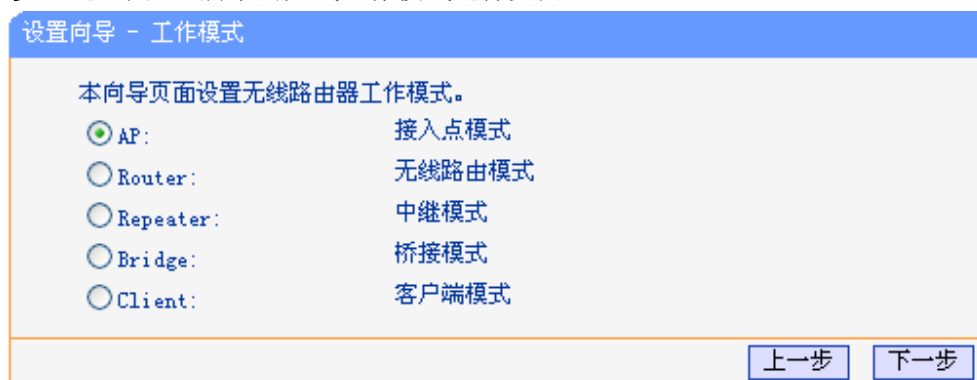 设置向导 - 工作模式
本向导页面设置无线路由器工作模式。
AP: 接入点模式
Router: 无线路由模式
Repeater: 中继模式
Bridge: 桥接模式
Client: 客户端模式
上一步 下一步